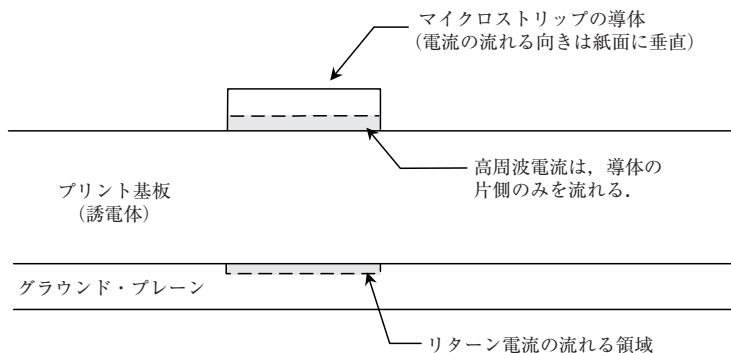 マイクロストリップの導体
（電流の流れる向きは紙面に垂直）
高周波電流は，導体の
片側のみを流れる．
プリント基板
（誘電体）
グラウンド・プレーン
リターン電流の流れる領域